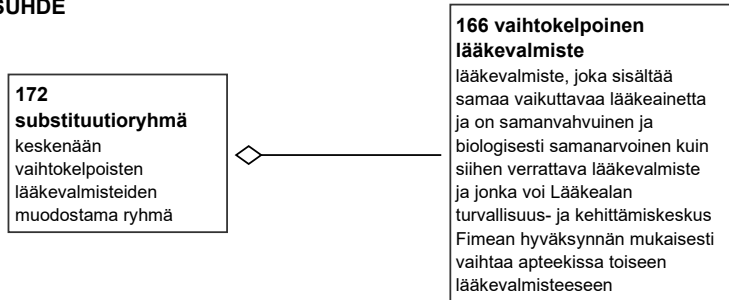 SUHDE
172
substituutioryhmä
keskenään
vaihtokelpoisten
lääkevalmisteiden
muodostama ryhmä
166 vaihtokelpoinen
lääkevalmiste
lääkevalmiste, joka sisältää
samaa vaikuttavaa lääkeainetta
ja on samanvahvuinen ja
biologisesti samanarvoinen kuin
siihen verrattava lääkevalmiste
ja jonka voi Lääkealan
turvallisuus- ja kehittämiskeskus
Fimean hyväksynnän mukaisesti
vaihtaa apteekissa toiseen
lääkevalmisteeseen